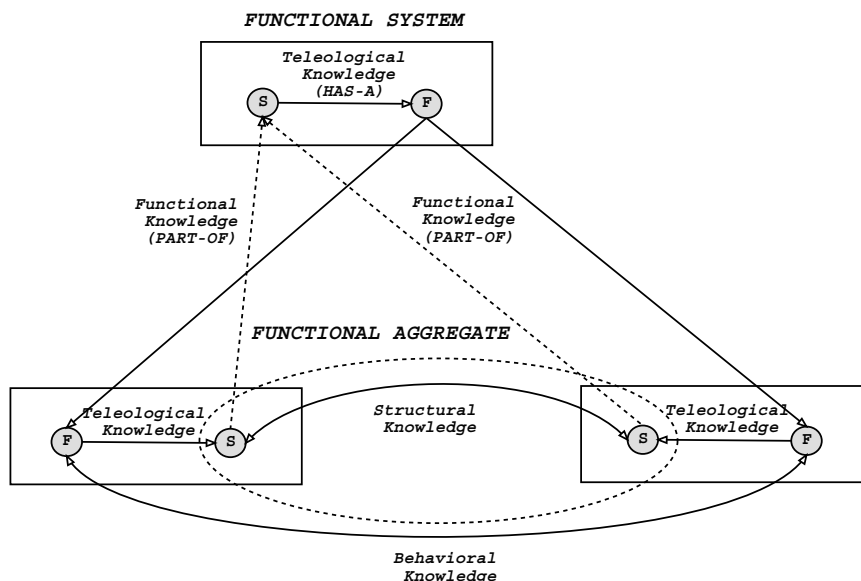 FUNCTIONAL SYSTEM
Teleological
Knowledge
(HAS-A)
S
F
Functional
Knowledge
(PART-OF)
Functional
Knowledge
(PART-OF)
FUNCTIONAL AGGREGATE
Teleological
Knowledge
F
S
Structural
Knowledge
Teleological
Knowledge
S
F
Behavioral
Knowledge